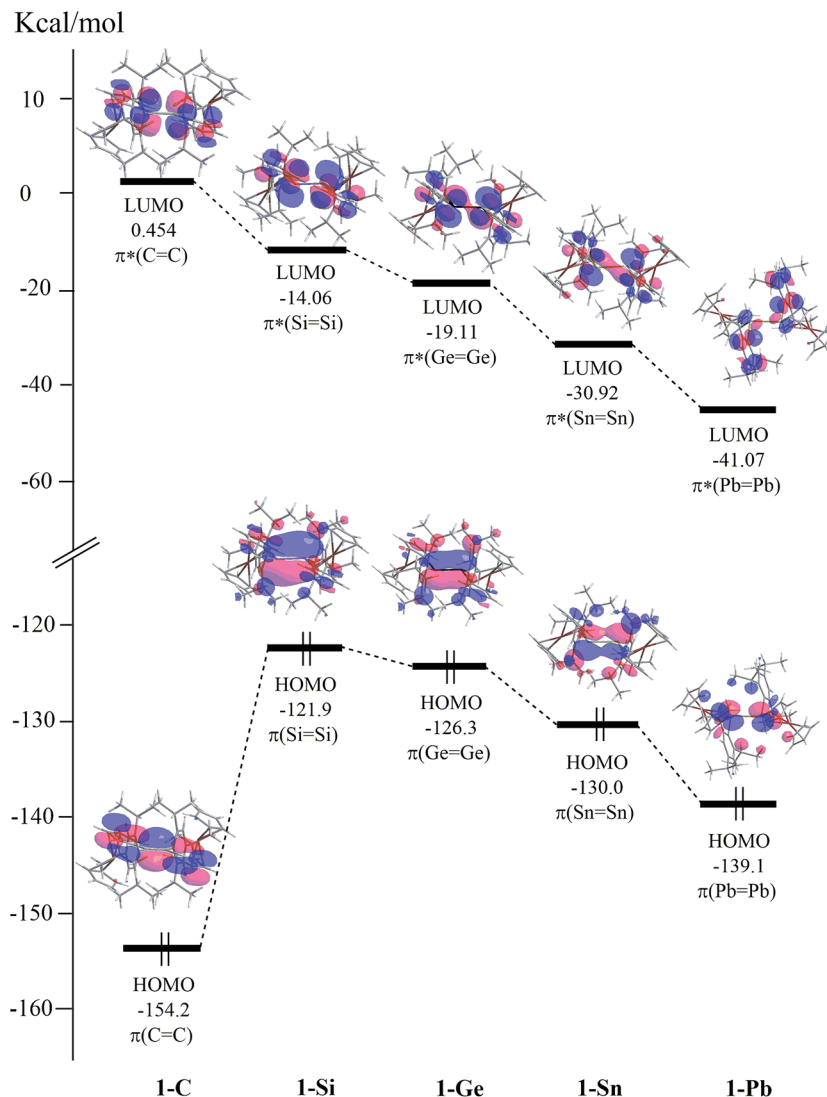 Kcal/mol
10
0
-20
-40
-60
-120
-130
-140
-150
-160
LUMO
0.454
π*(C=C)
LUMO
-14.06
π*(Si=Si)
LUMO
-19.11
π*(Ge=Ge)
LUMO
-30.92
π*(Sn=Sn)
LUMO
-41.07
π*(Pb=Pb)
HOMO
-154.2
π(C=C)
HOMO
-121.9
π(Si=Si)
HOMO
-126.3
π(Ge=Ge)
HOMO
-130.0
π(Sn=Sn)
HOMO
-139.1
π(Pb=Pb)
1-C 1-Si 1-Ge 1-Sn 1-Pb